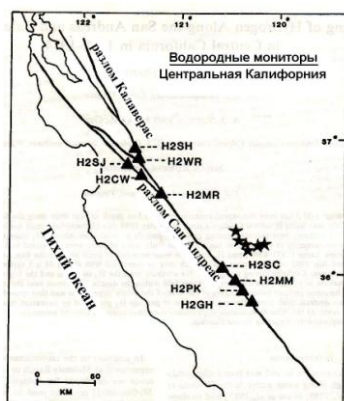 122
121
120
Водородные мониторы
Центральная Калифорния
разлом Калаверас
37
H2SH
H2SJ
H2WR
H2CW
H2MR
разлом Сан Андреас
Тихий океан
H2SC
36
H2MM
H2PK
H2GH
0
KM